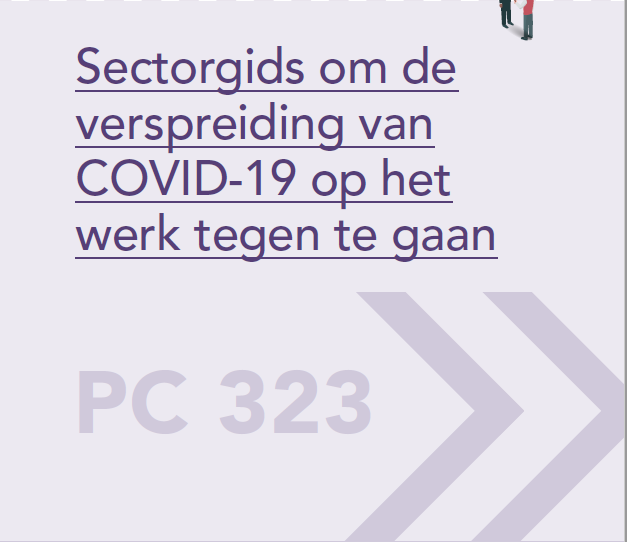 Sectorgids om de
verspreiding van
COVID-19 op het
werk tegen te gaan
PC 323